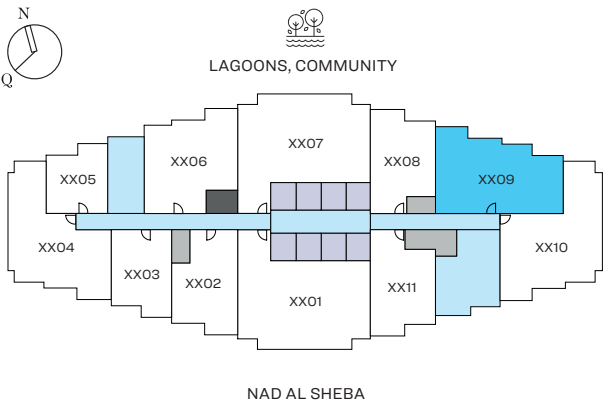 N
Q
LAGOONS, COMMUNITY
XX07
XX06
XX08
XX05
XX09
XX04
XX10
XX03
XX02
XX01
XX11
NAD AL SHEBA